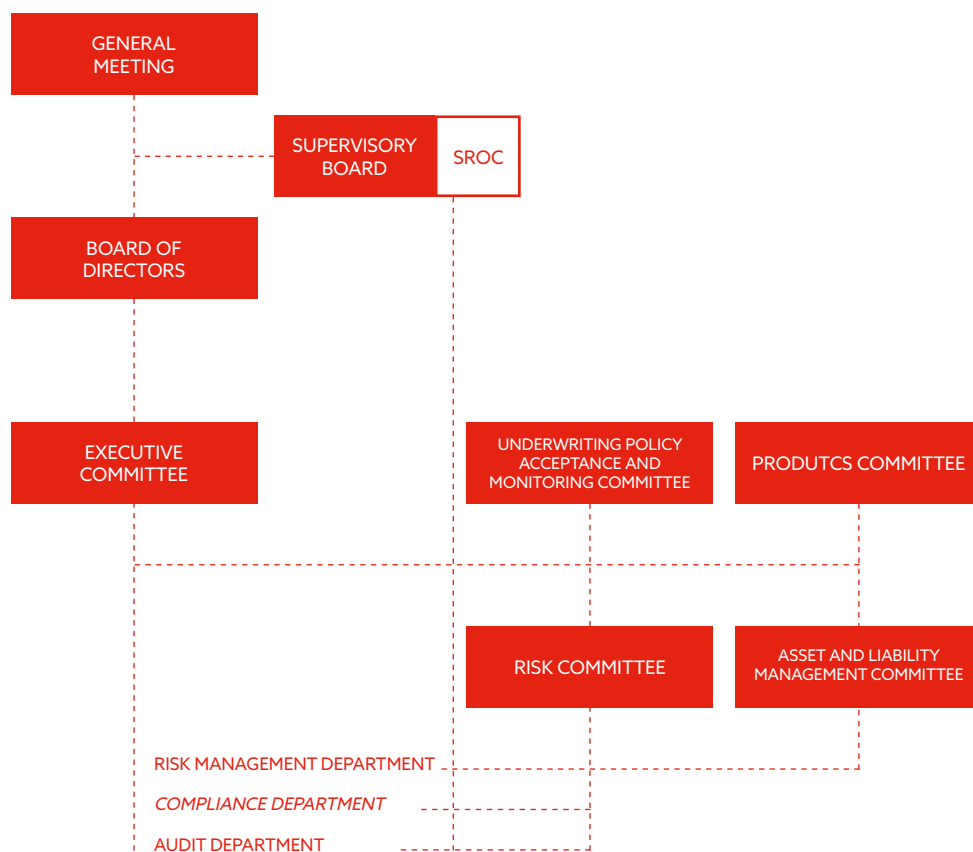 GENERAL
MEETING
SUPERVISORY
BOARD
SROC
BOARD OF
DIRECTORS
EXECUTIVE
COMMITTEE
UNDERWRITING POLICY
ACCEPTANCE AND
MONITORING COMMITTEE
PRODUTCS COMMITTEE
RISK COMMITTEE
ASSET AND LIABILITY
MANAGEMENT COMMITTEE
RISK MANAGEMENT DEPARTMENT
COMPLIANCE DEPARTMENT
AUDIT DEPARTMENT